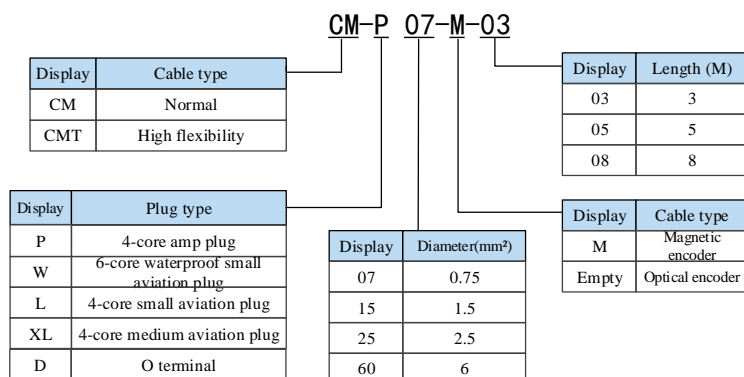 CM-P 07-M-03
Display Cable type
CM Normal
CMT High flexibility
Display Length (M)
03 3
05 5
08 8
Display Plug type
P 4-core amp plug
W 6-core waterproof small
aviation plug
L 4-core small aviation plug
XL 4-core medium aviation plug
D O terminal
Display Diameter(mm²)
07 0.75
15 1.5
25 2.5
60 6
Display Cable type
M Magnetic
encoder
Empty Optical encoder